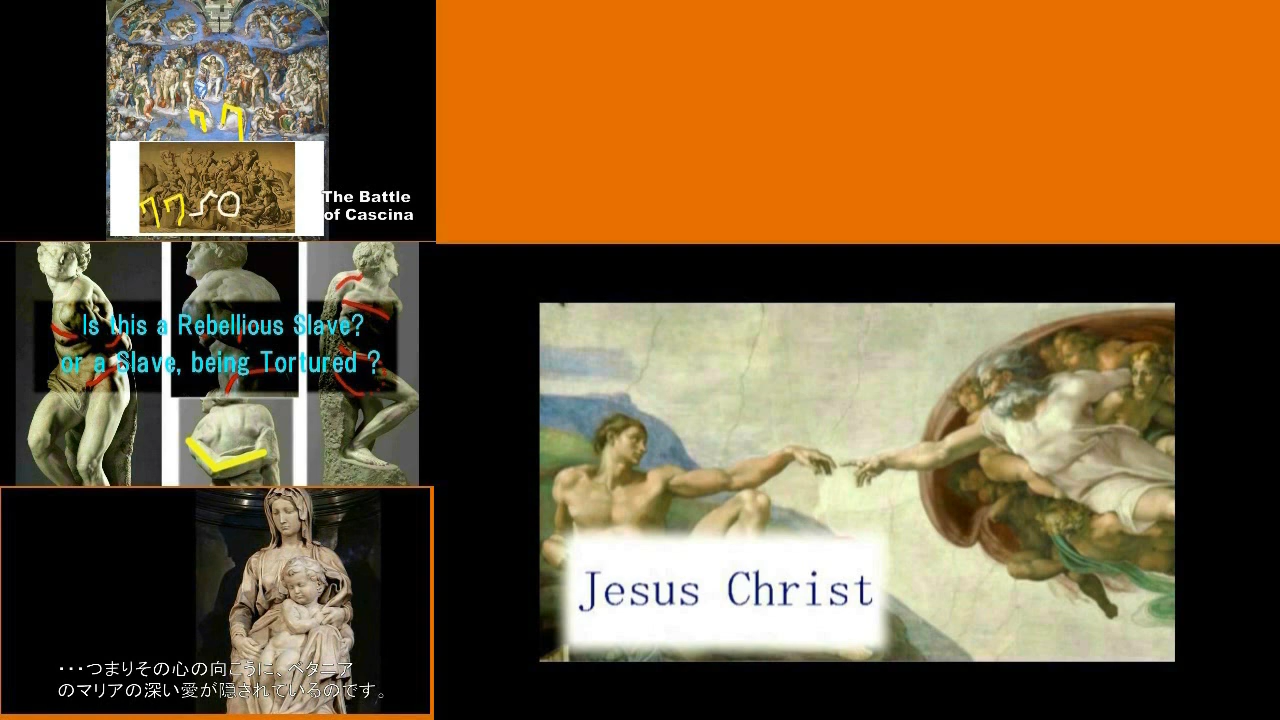 The Battle
of Cascina
Is this a Rebellious Slave?
or a Slave, being Tortured ?
・・・つまりその心の向こうに、ベタニア
のマリアの深い愛が隠されているのです。
Jesus Christ